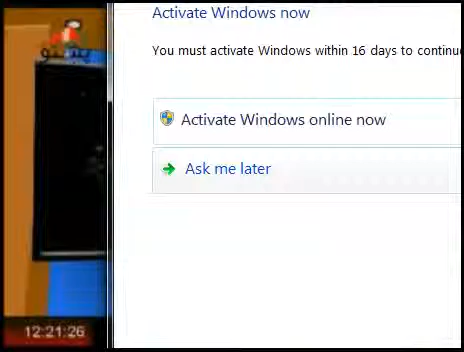 Activate Windows now
You must activate Windows within 16 days to continue
Activate Windows online now
Ask me later
12:21:26